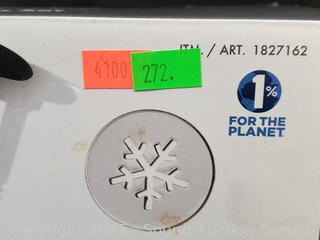 ITM. / ART. 1827162
4100
272.
1%
FOR THE
PLANET
Copyright 2025 - Sound Auction Service